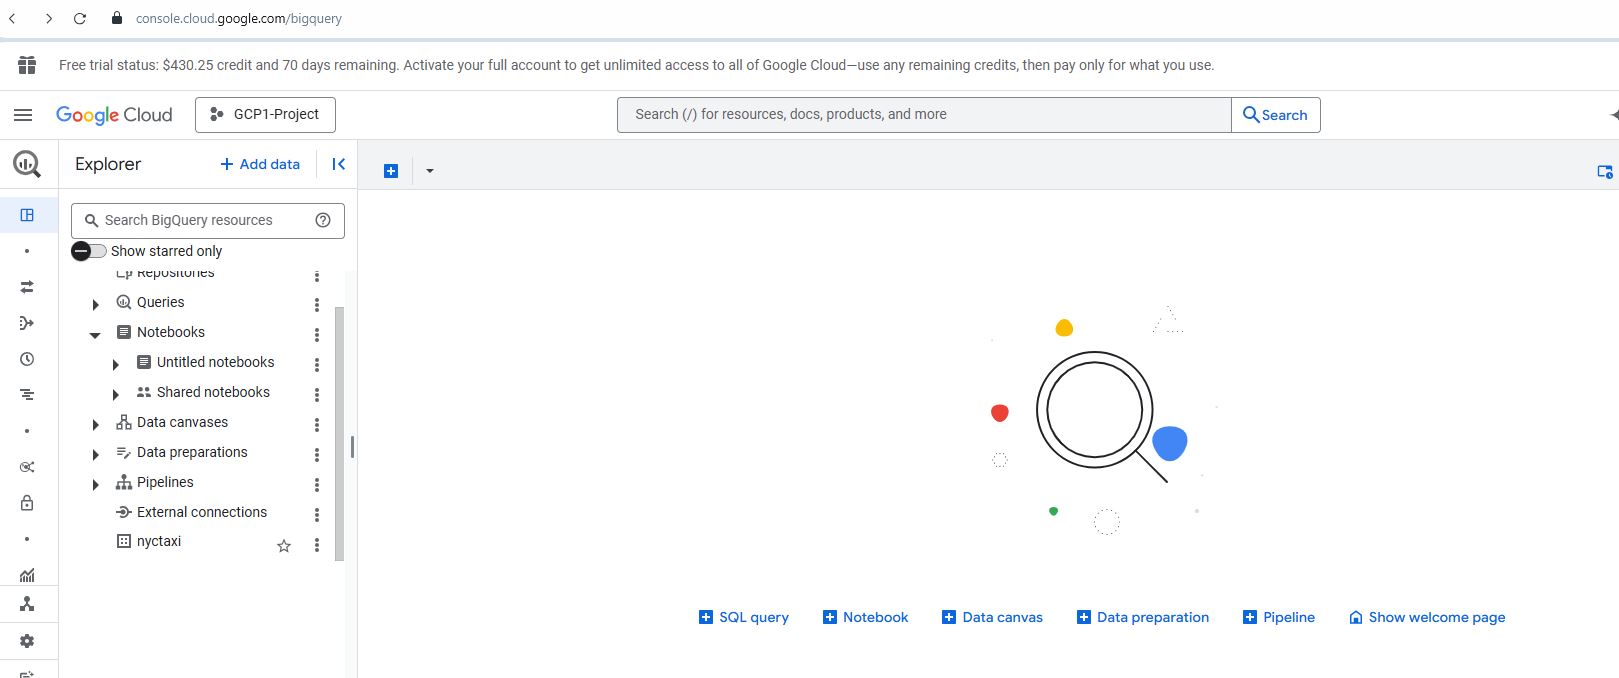 console.cloud.google.com/bigquery
Free trial status: $430.25 credit and 70 days remaining. Activate your full account to get unlimited access to all of Google Cloud—use any remaining credits, then pay only for what you use.
Google Cloud
GCP1-Project
Search (/) for resources, docs, products, and more
Search
Explorer
+ Add data
Search BigQuery resources
Show starred only
Repositories
Queries
Notebooks
Untitled notebooks
Shared notebooks
Data canvases
Data preparations
Pipelines
External connections
nyctaxi
SQL query
Notebook
Data canvas
Data preparation
Pipeline
Show welcome page